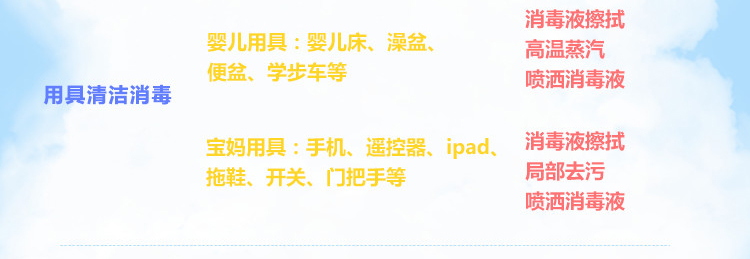 用具清洁消毒
婴儿用具：婴儿床、澡盆、
便盆、学步车等
消毒液擦拭
高温蒸汽
喷洒消毒液
宝妈用具：手机、遥控器、ipad、
拖鞋、开关、门把手等
消毒液擦拭
局部去污
喷洒消毒液